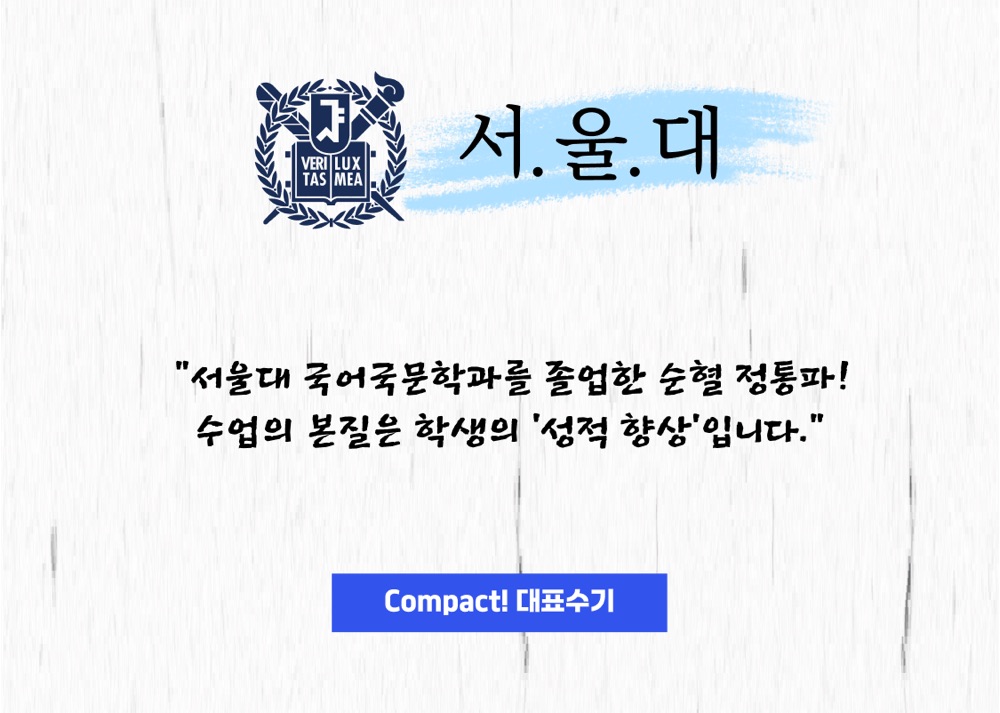 VERI LUX
TAS MEA
서.울.대
"서울대 국어국문학과를 졸업한 순혈 정통파!
수업의 본질은 학생의 '성적 향상'입니다."
Compact! 대표수기